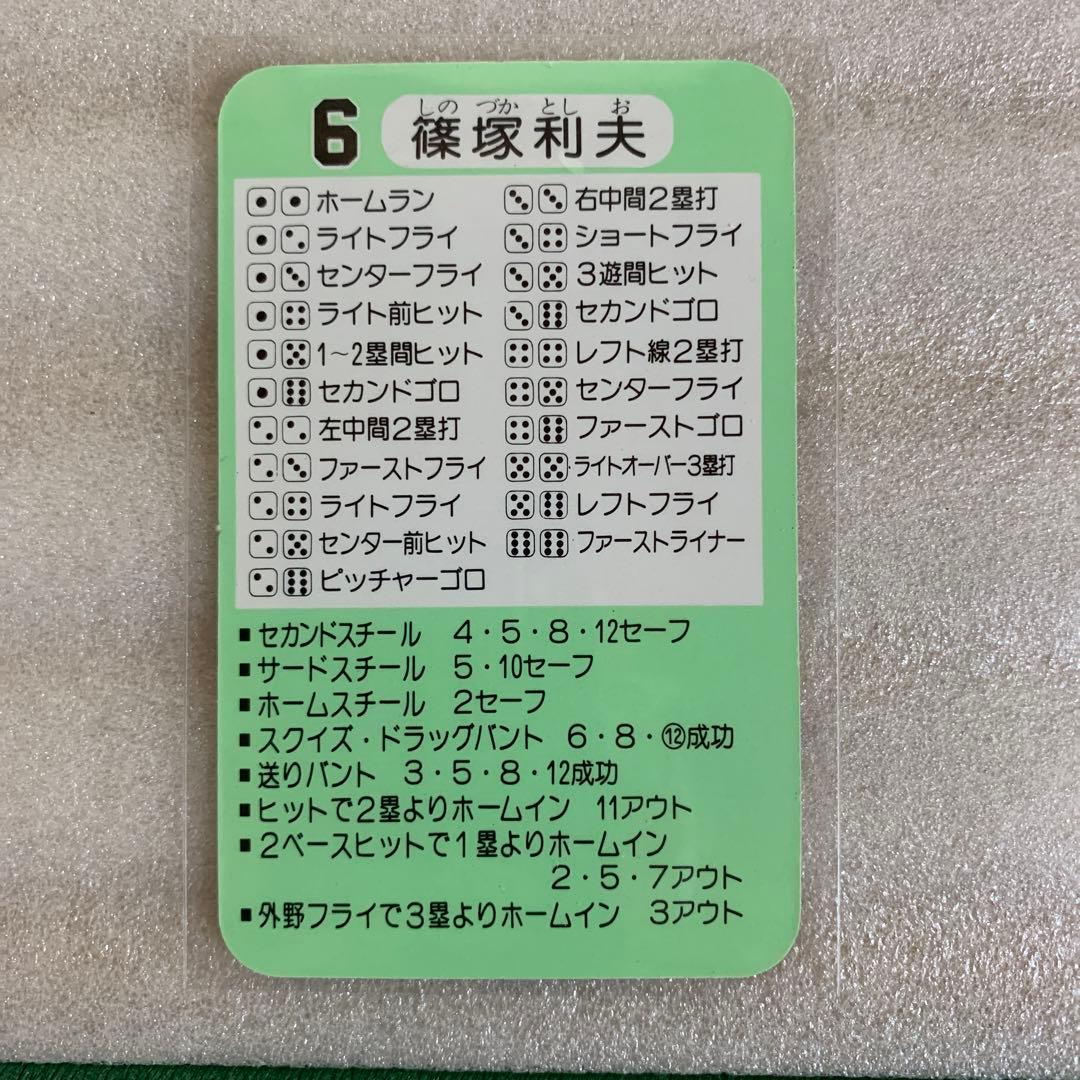 6 篠塚利夫
しの づか とし お
ホームラン
ライトフライ
センターフライ
ライト前ヒット
1～2塁間ヒット
セカンドゴロ
左中間2塁打
ファーストフライ
ライトフライ
センター前ヒット
ピッチャーゴロ
右中間2塁打
ショートフライ
3遊間ヒット
セカンドゴロ
レフト線2塁打
センターフライ
ファーストゴロ
ライトオーバー3塁打
レフトフライ
ファーストライナー
■セカンドスチール 4・5・8・12セーフ
■サードスチール 5・10セーフ
■ホームスチール 2セーフ
■スクイズ・ドラッグバント 6・8・⑫成功
■送りバント 3・5・8・12成功
■ヒットで2塁よりホームイン 11アウト
■2ベースヒットで1塁よりホームイン
2・5・7アウト
■外野フライで3塁よりホームイン 3アウト